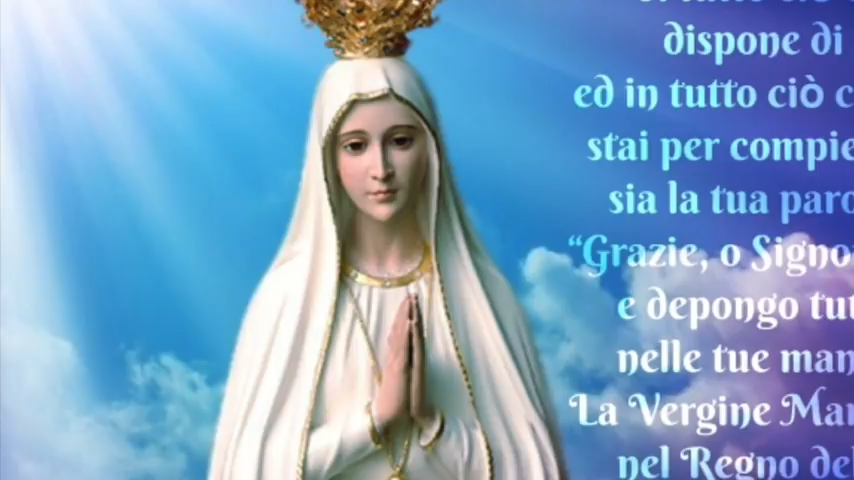 dispone di
ed in tutto ciò c
stai per compie
sia la tua paro
“Grazie, o Signo
e depongo tut
nelle tue man
La Vergine Mar
nel Regno del